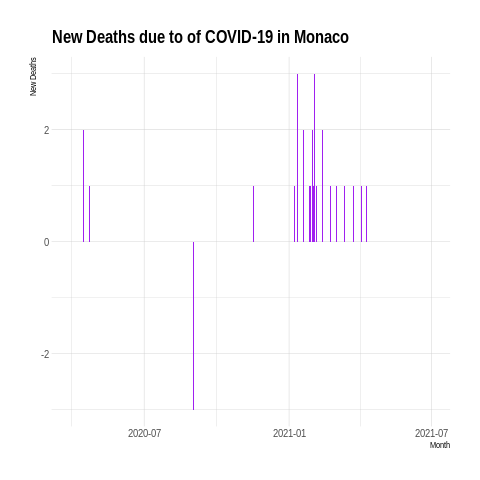 New Deaths due to of COVID-19 in Monaco
New Deaths
2
0
-2
2020-07
2021-01
2021-07
Month